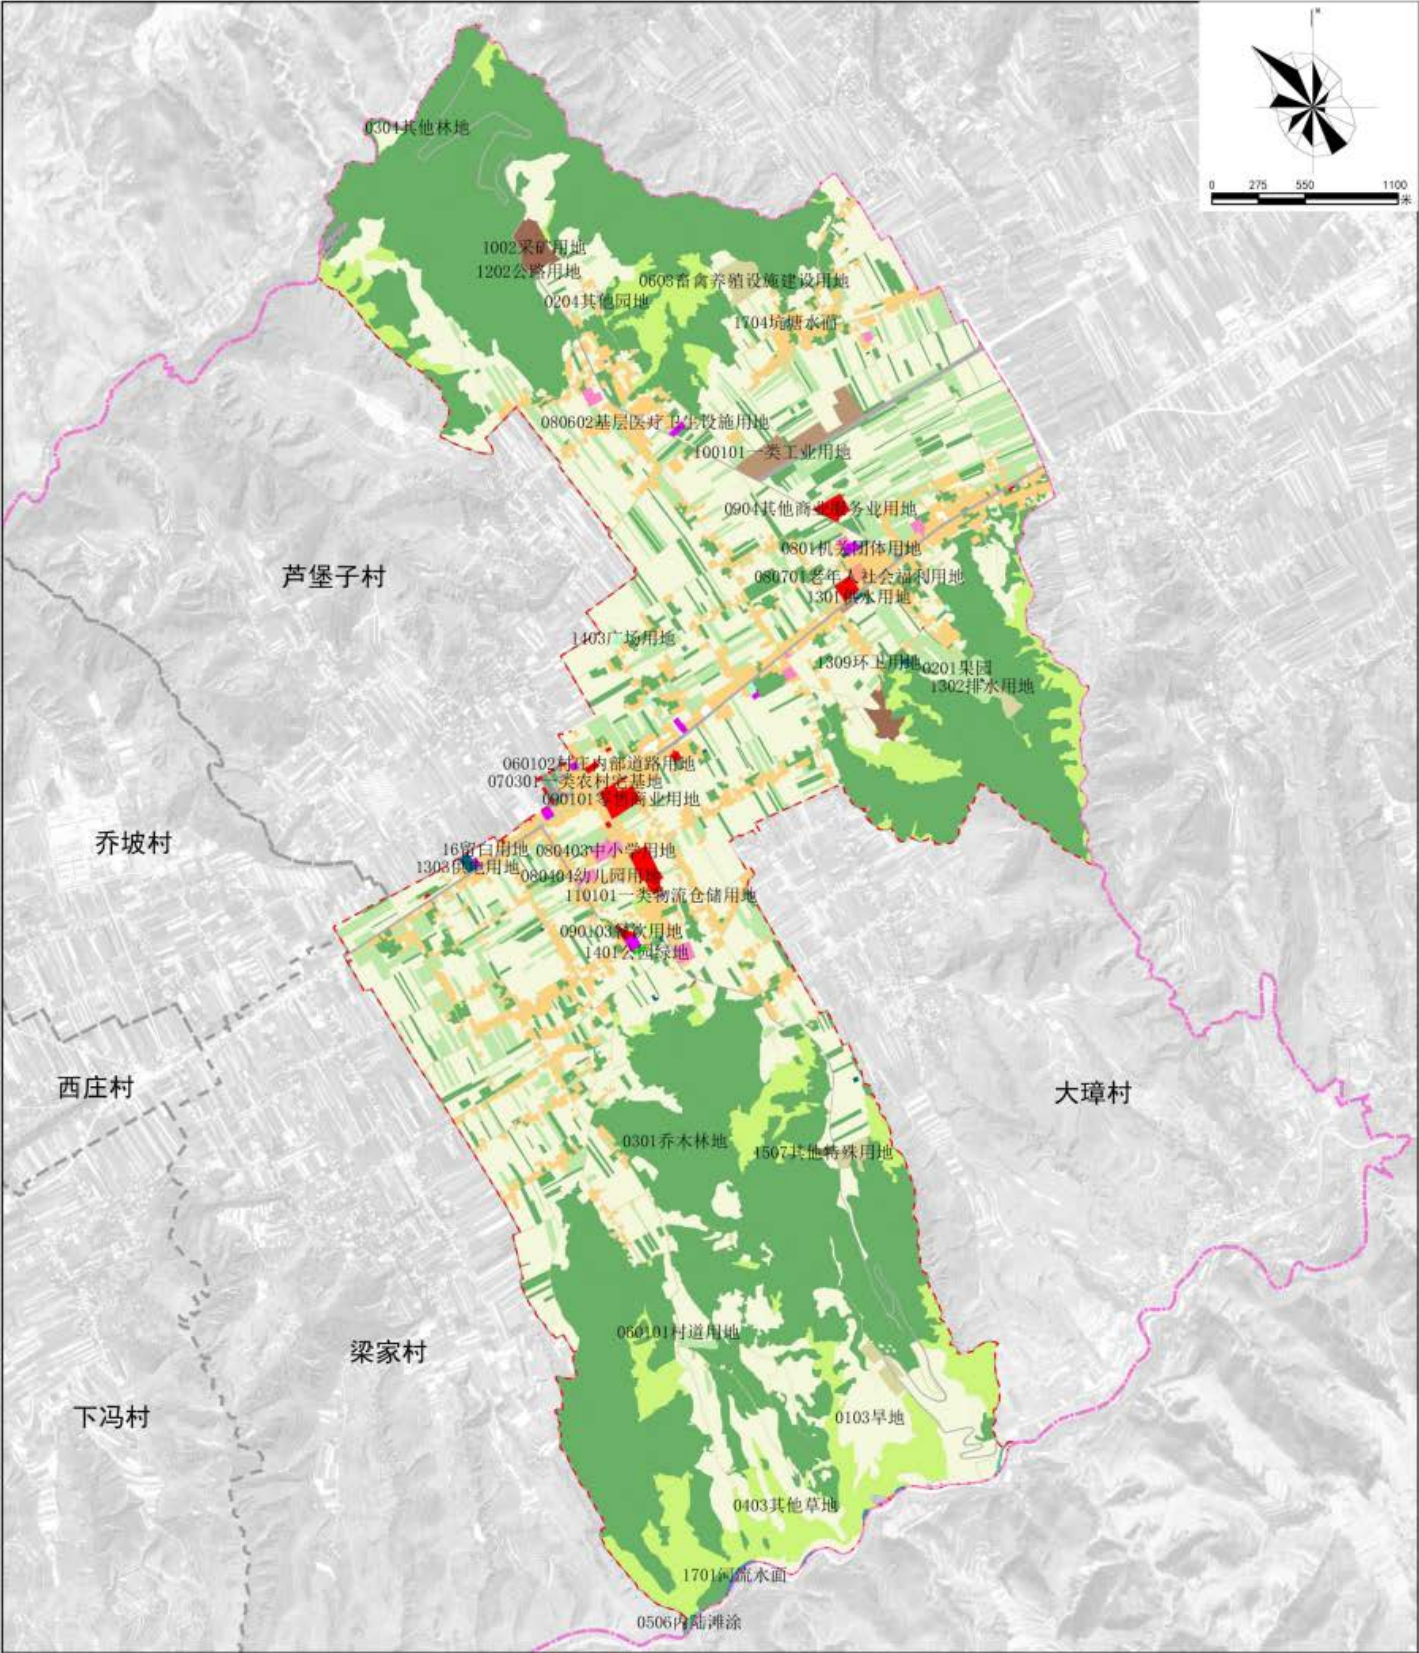 0 275 550 1100
米
0304其他林地
1002采矿用地
1202公路用地
0603畜禽养殖设施建设用地
0204其他园地
1704坑塘水面
080602基层医疗卫生设施用地
100101一类工业用地
0904其他商业服务业用地
0801机关团体用地
芦堡子村
080701老年人社会福利用地
1301供水用地
1403广场用地
1309环卫用地
0201果园
1302排水用地
060102村庄内部道路用地
070301一类农村宅基地
090101零售商业用地
乔坡村
16留白用地
080403中小学用地
1303供电用地
080404幼儿园用地
110101一类物流仓储用地
090103餐饮用地
1401公园绿地
西庄村
大璋村
0301乔木林地
1507其他特殊用地
060101村道用地
梁家村
下冯村
0103旱地
0403其他草地
1701河流水面
0506内陆滩涂